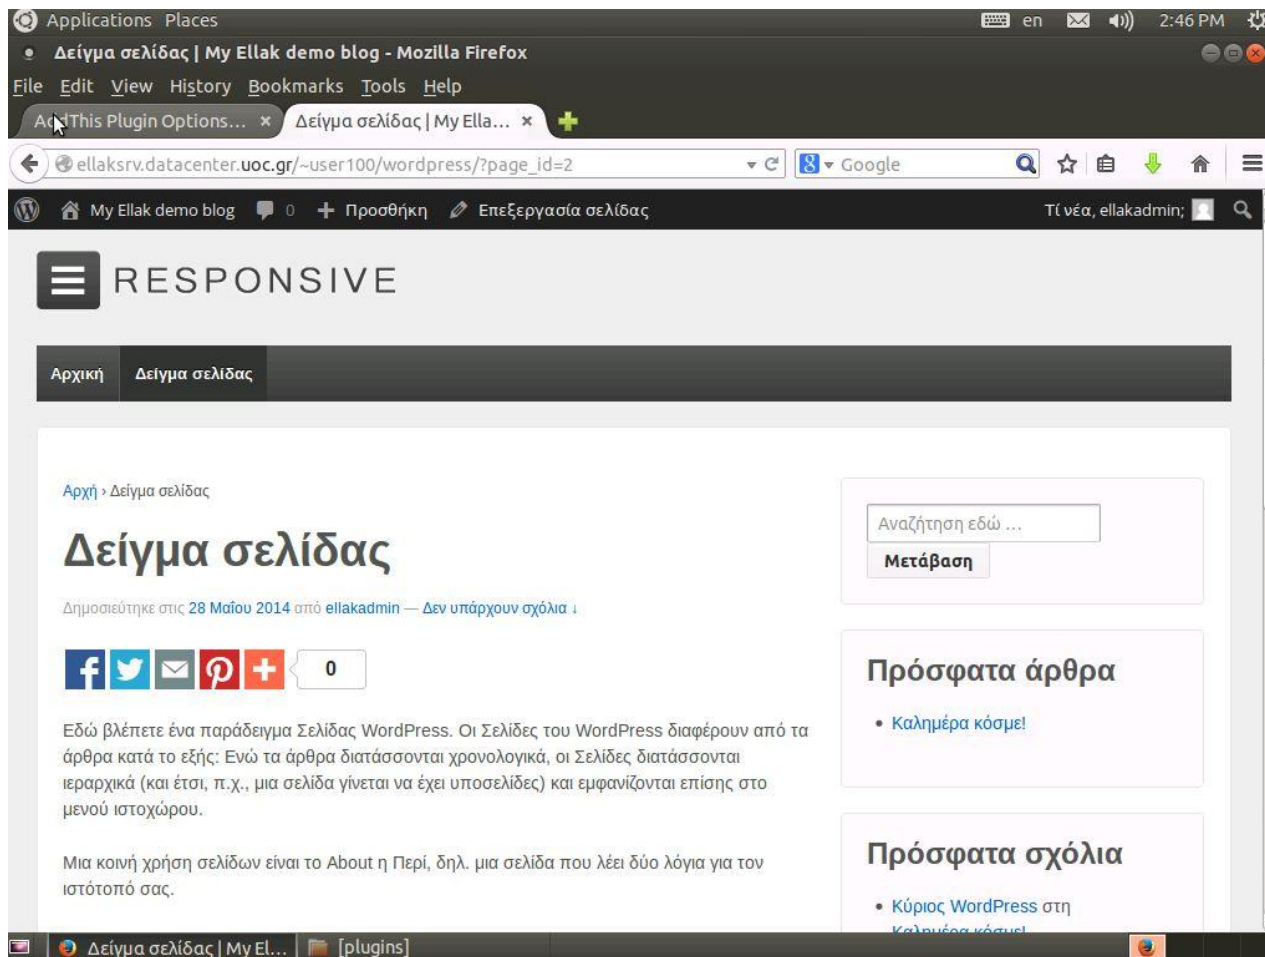 Applications Places en 2:46 PM
Δείγμα σελίδας | My Ellak demo blog - Mozilla Firefox
File Edit View History Bookmarks Tools Help
AddThis Plugin Options... × Δείγμα σελίδας | My Ella... ×
ellaksrv.datacenter.uoc.gr/~user100/wordpress/?page_id=2 Google
My Ellak demo blog 0 + Προσθήκη Επεξεργασία σελίδας Τί νέα, ellakadmin;
RESPONSIVE
Αρχική Δείγμα σελίδας
Αρχή › Δείγμα σελίδας
Δείγμα σελίδας
Δημοσιεύτηκε στις 28 Μαΐου 2014 από ellakadmin — Δεν υπάρχουν σχόλια ↓
0
Εδώ βλέπετε ένα παράδειγμα Σελίδας WordPress. Οι Σελίδες του WordPress διαφέρουν από τα
άρθρα κατά το εξής: Ενώ τα άρθρα διατάσσονται χρονολογικά, οι Σελίδες διατάσσονται
ιεραρχικά (και έτσι, π.χ., μια σελίδα γίνεται να έχει υποσελίδες) και εμφανίζονται επίσης στο
μενού ιστοχώρου.
Μια κοινή χρήση σελίδων είναι το About η Περί, δηλ. μια σελίδα που λέει δύο λόγια για τον
ιστότοπό σας.
Αναζήτηση εδώ ...
Μετάβαση
Πρόσφατα άρθρα
Καλημέρα κόσμε!
Πρόσφατα σχόλια
Κύριος WordPress στη
Καλημέρα κόσμε!
Δείγμα σελίδας | My El... [plugins]